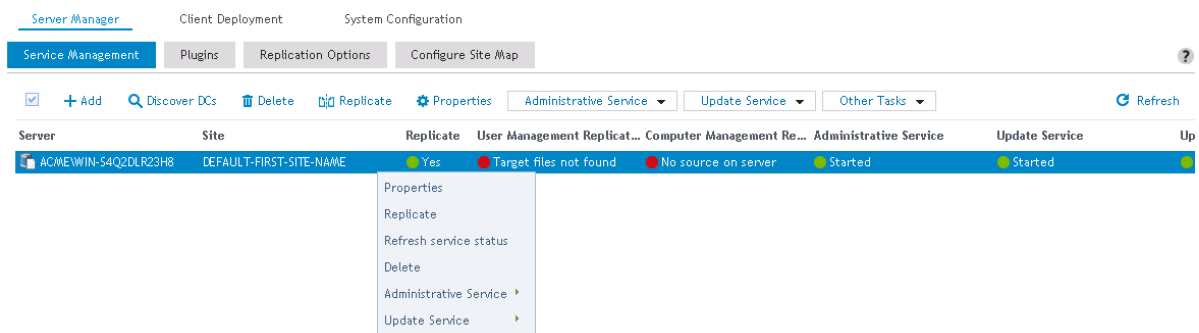 Server Manager Client Deployment System Configuration
Service Management Plugins Replication Options Configure Site Map ?
+ Add Discover DCs Delete Replicate Properties Administrative Service Update Service Other Tasks Refresh
Server Site Replicate User Management Replicat... Computer Management Re... Administrative Service Update Service Up
ACME\WIN-S4Q2DLR23H8 DEFAULT-FIRST-SITE-NAME Yes Target files not found No source on server Started Started
Properties
Replicate
Refresh service status
Delete
Administrative Service
Update Service